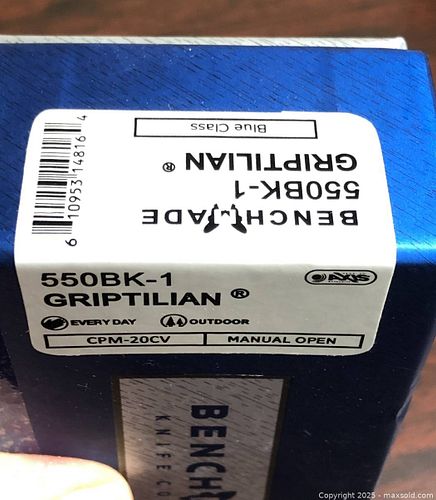 Blue Class
GRIPTILIAN ®
550BK-1
BENCHMADE
6 10953 14816 4
550BK-1
AXIS
GRIPTILIAN ®
EVERY DAY OUTDOOR
CPM-20CV MANUAL OPEN
BENCH
KNIFE CO
Copyright 2025 - maxsold.com